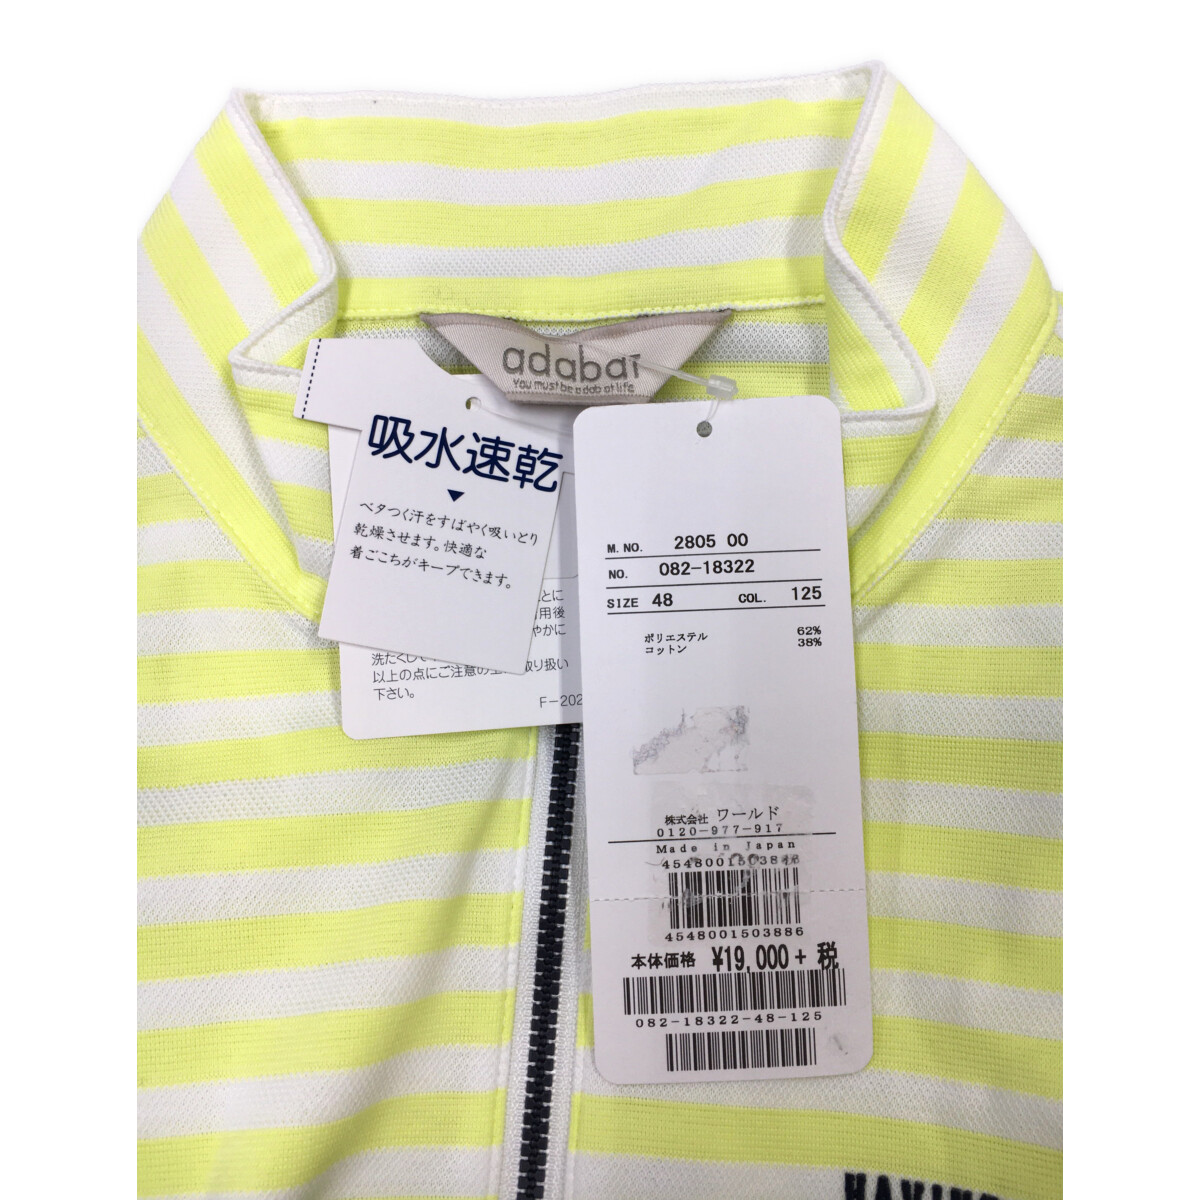 adabat
You must be a dab at life
吸水速乾
ベタつく汗をすばやく吸いとり
乾燥させます。快適な
着ごこちがキープできます。
とに
用後
やかに
洗たくして
以上の点にご注意の上 取り扱い
下さい。
F-202
M. NO. 2805 00
NO. 082-18322
SIZE 48 COL. 125
ポリエステル 62%
コットン 38%
株式会社 ワールド
0120-977-917
Made in Japan
4548001503886
4548001503886
本体価格 ¥19,000 + 税
082-18322-48-125